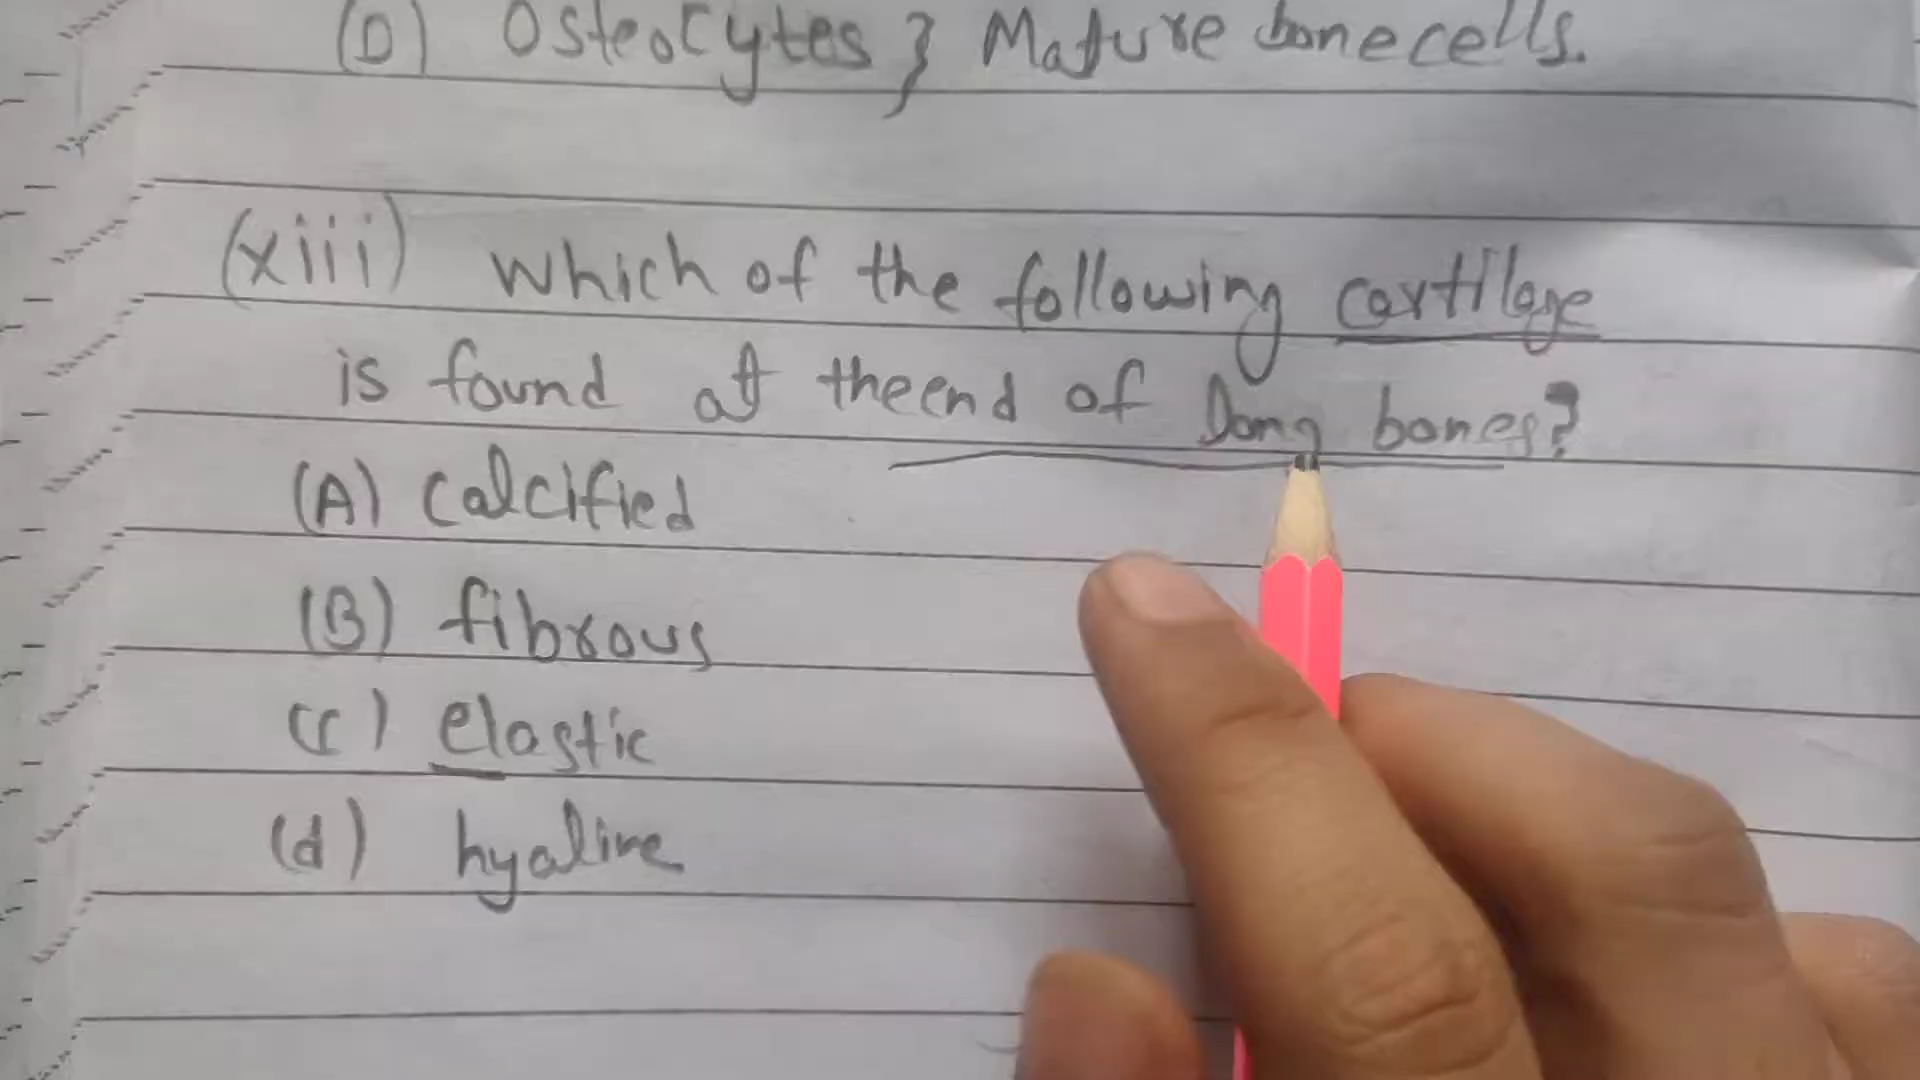 (D) Osteocytes } Mature bone cells.
(xiii) Which of the following cartilage
is found at the end of Long bones?
(A) Calcified
(B) fibrous
(C) elastic
(d) hyaline